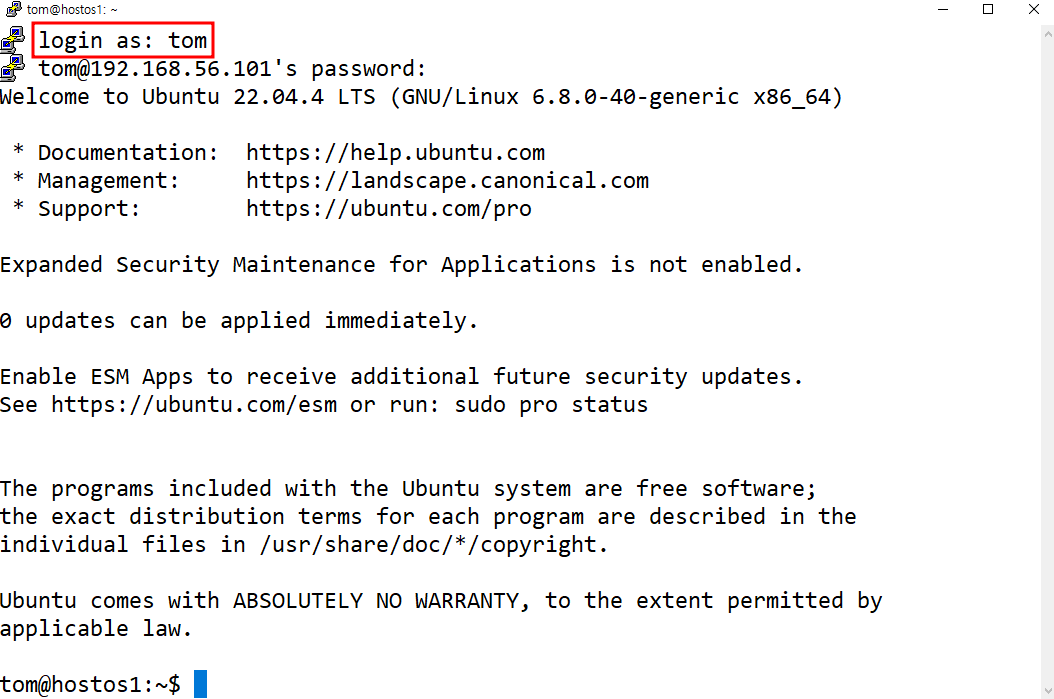 tom@hostos1: ~
login as: tom
tom@192.168.56.101's password:
Welcome to Ubuntu 22.04.4 LTS (GNU/Linux 6.8.0-40-generic x86_64)
* Documentation:  https://help.ubuntu.com
* Management:     https://landscape.canonical.com
* Support:        https://ubuntu.com/pro
Expanded Security Maintenance for Applications is not enabled.
0 updates can be applied immediately.
Enable ESM Apps to receive additional future security updates.
See https://ubuntu.com/esm or run: sudo pro status
The programs included with the Ubuntu system are free software;
the exact distribution terms for each program are described in the
individual files in /usr/share/doc/*/copyright.
Ubuntu comes with ABSOLUTELY NO WARRANTY, to the extent permitted by
applicable law.
tom@hostos1:~$